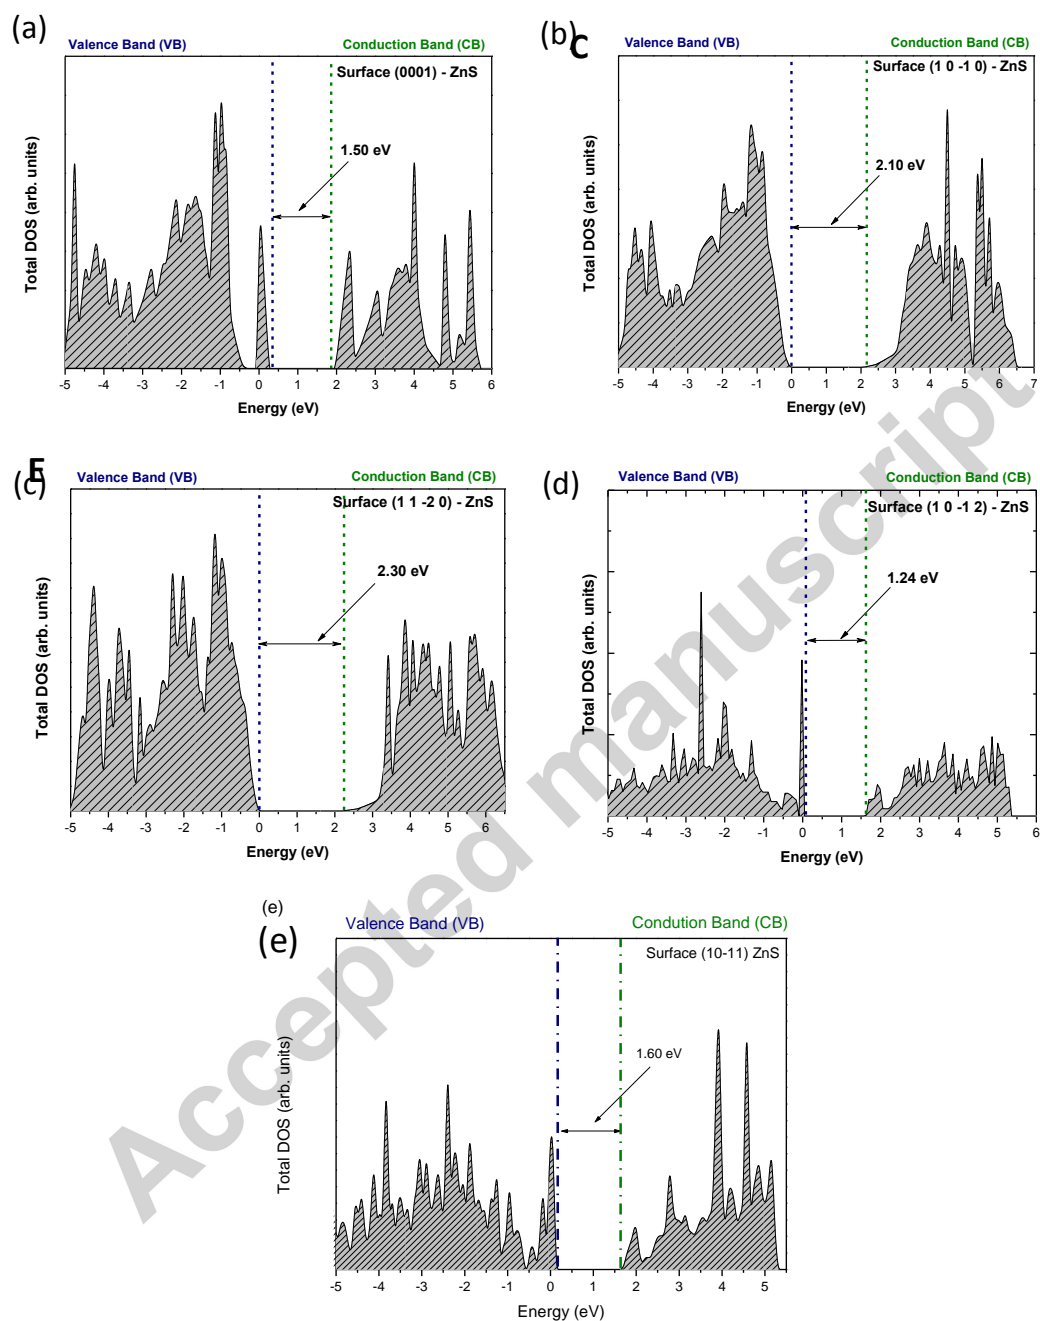 (a)
Valence Band (VB) Conduction Band (CB)
Surface (0001) - ZnS
1.50 eV
Total DOS (arb. units)
-5 -4 -3 -2 -1 0 1 2 3 4 5 6
Energy (eV)
(b)
C
Valence Band (VB) Conduction Band (CB)
Surface (1 0 -1 0) - ZnS
2.10 eV
Total DOS (arb. units)
-5 -4 -3 -2 -1 0 1 2 3 4 5 6 7
Energy (eV)
E
(c)
Valence Band (VB) Conduction Band (CB)
Surface (1 1 -2 0) - ZnS
2.30 eV
Total DOS (arb. units)
-5 -4 -3 -2 -1 0 1 2 3 4 5 6
Energy (eV)
(d)
Valence Band (VB) Conduction Band (CB)
Surface (1 0 -1 2) - ZnS
1.24 eV
Total DOS (arb. units)
-5 -4 -3 -2 -1 0 1 2 3 4 5 6
Energy (eV)
(e)
(e)
Valence Band (VB) Condution Band (CB)
Surface (10-11) ZnS
1.60 eV
Total DOS (arb. units)
-5 -4 -3 -2 -1 0 1 2 3 4 5
Energy (eV)
Accepted manuscript